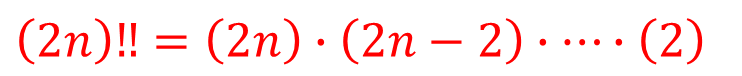 (2n)!! = (2n) · (2n − 2) · ⋯ · (2)